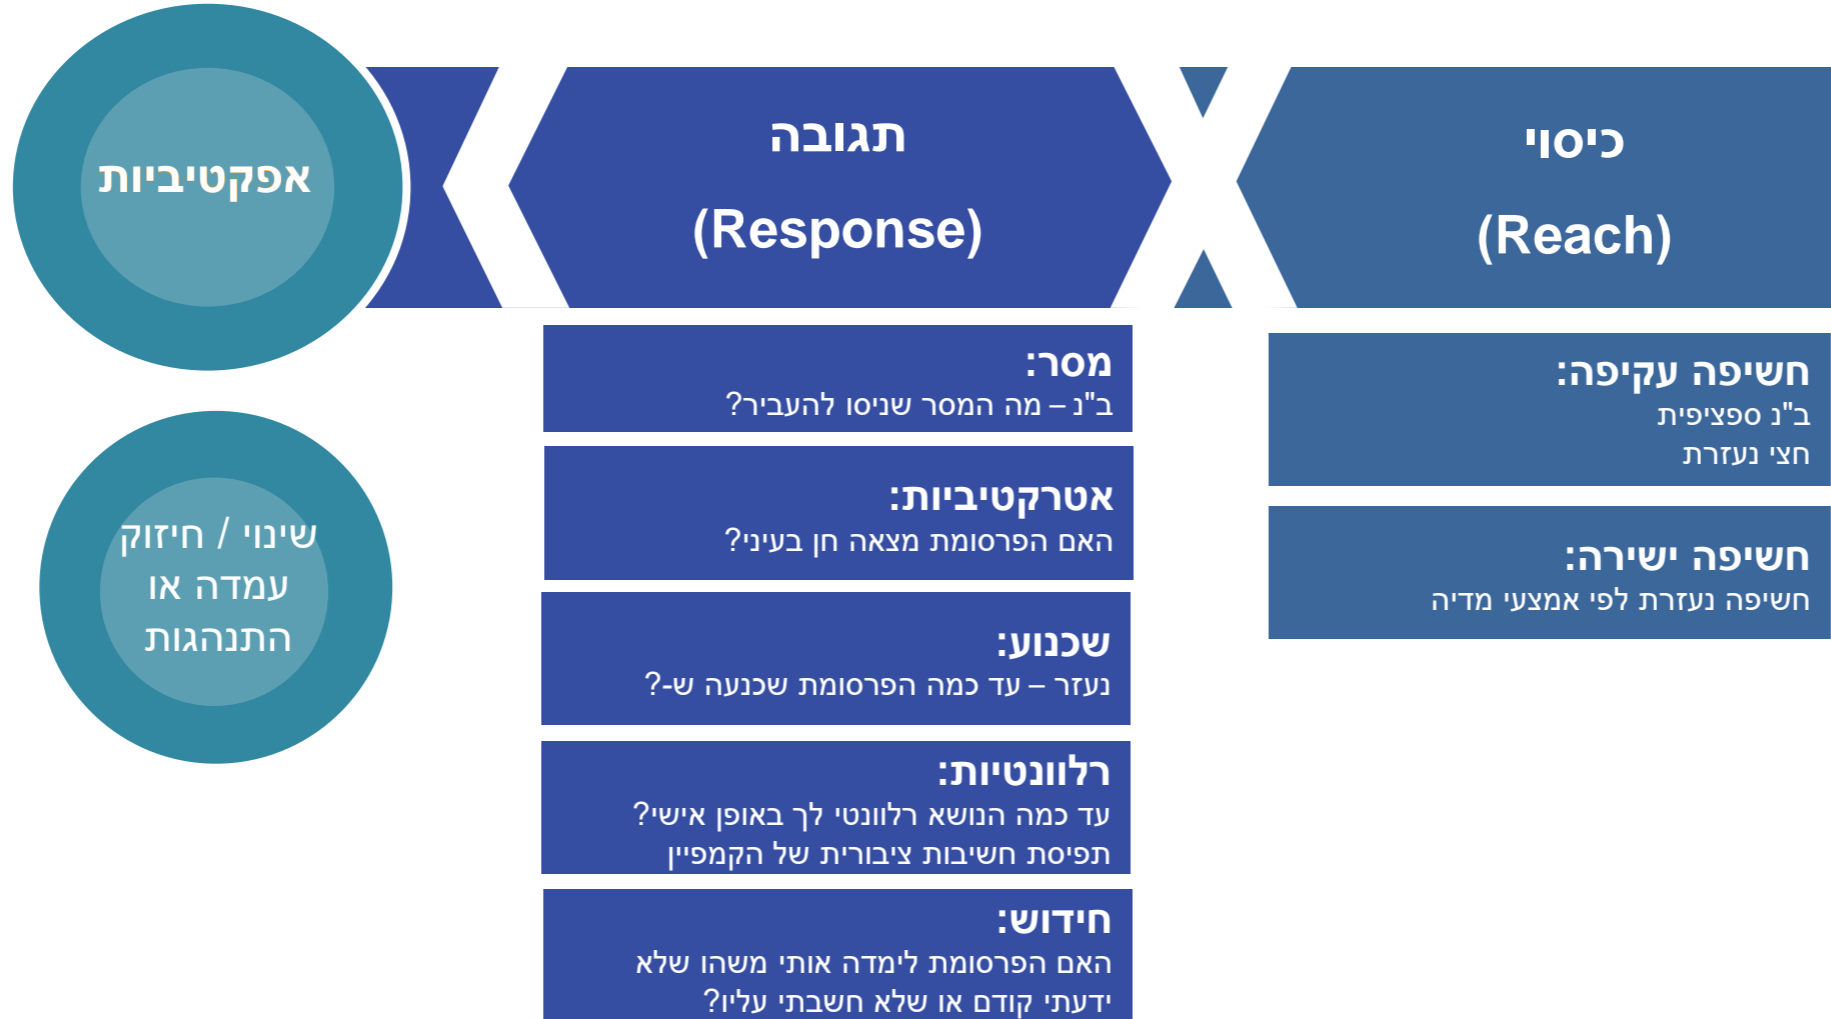 כיסוי
(Reach)
חשיפה עקיפה:
ב"נ ספציפית
חצי נעזרת
חשיפה ישירה:
חשיפה נעזרת לפי אמצעי מדיה
תגובה
(Response)
מסר:
ב"נ – מה המסר שניסו להעביר?
אטרקטיביות:
האם הפרסומת מצאה חן בעיני?
שכנוע:
נעזר – עד כמה הפרסומת שכנעה ש-?
רלוונטיות:
עד כמה הנושא רלוונטי לך באופן אישי?
תפיסת חשיבות ציבורית של הקמפיין
חידוש:
האם הפרסומת לימדה אותי משהו שלא
ידעתי קודם או שלא חשבתי עליו?
אפקטיביות
שינוי / חיזוק
עמדה או
התנהגות